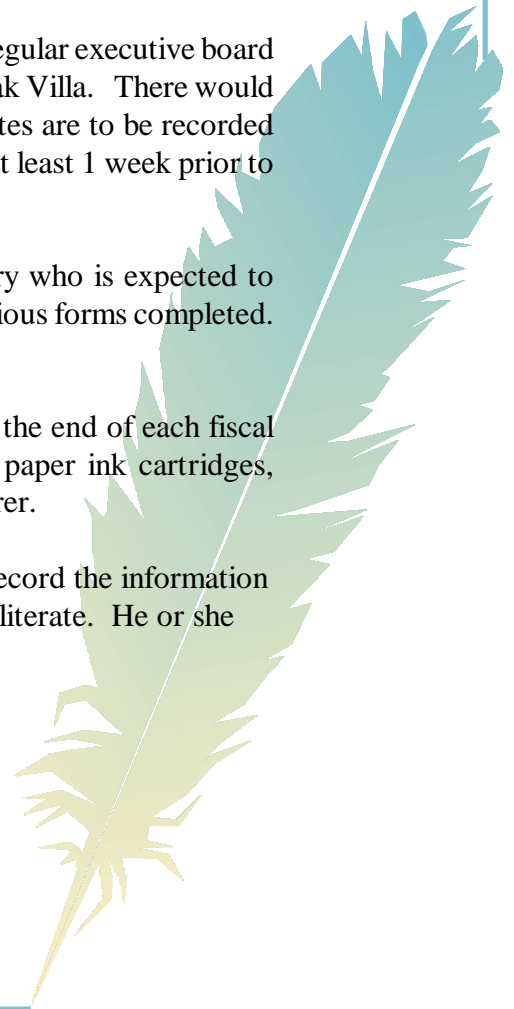 egular executive board
ak Villa. There would
tes are to be recorded
t least 1 week prior to
ry who is expected to
ious forms completed.
the end of each fiscal
paper ink cartridges,
rer.
ecord the information
literate. He or she